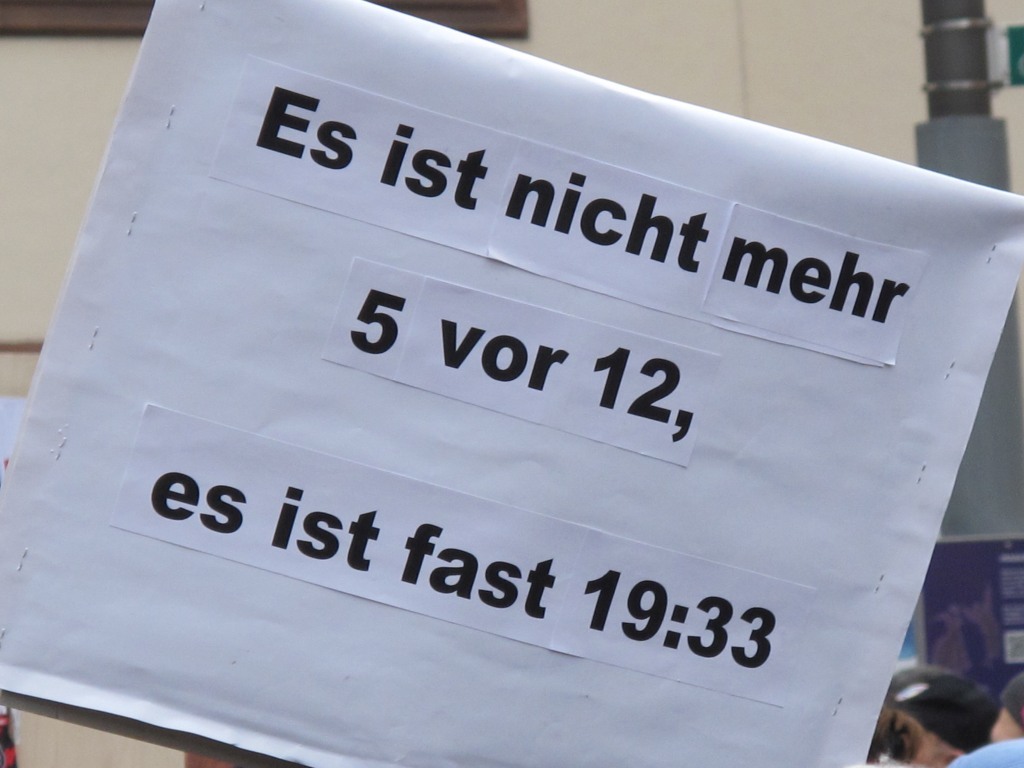 Es ist nicht mehr
5 vor 12,
es ist fast 19:33